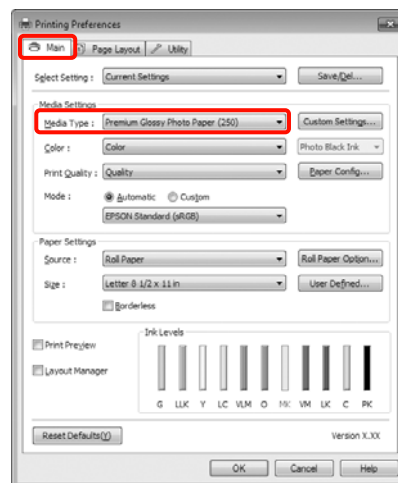 Printing Preferences
Main Page Layout Utility
Select Setting : Current Settings Save/Del...
Media Settings
Media Type : Premium Glossy Photo Paper (250) Custom Settings...
Color : Color Photo Black Ink
Print Quality : Quality Paper Config...
Mode : Automatic Custom
EPSON Standard (sRGB)
Paper Settings
Source : Roll Paper Roll Paper Option...
Size : Letter 8 1/2 x 11 in User Defined...
Borderless
Ink Levels
Print Preview
Layout Manager
G LLK Y LC VLM O MK VM LK C PK
Reset Defaults(Y) Version X.XX
OK Cancel Help